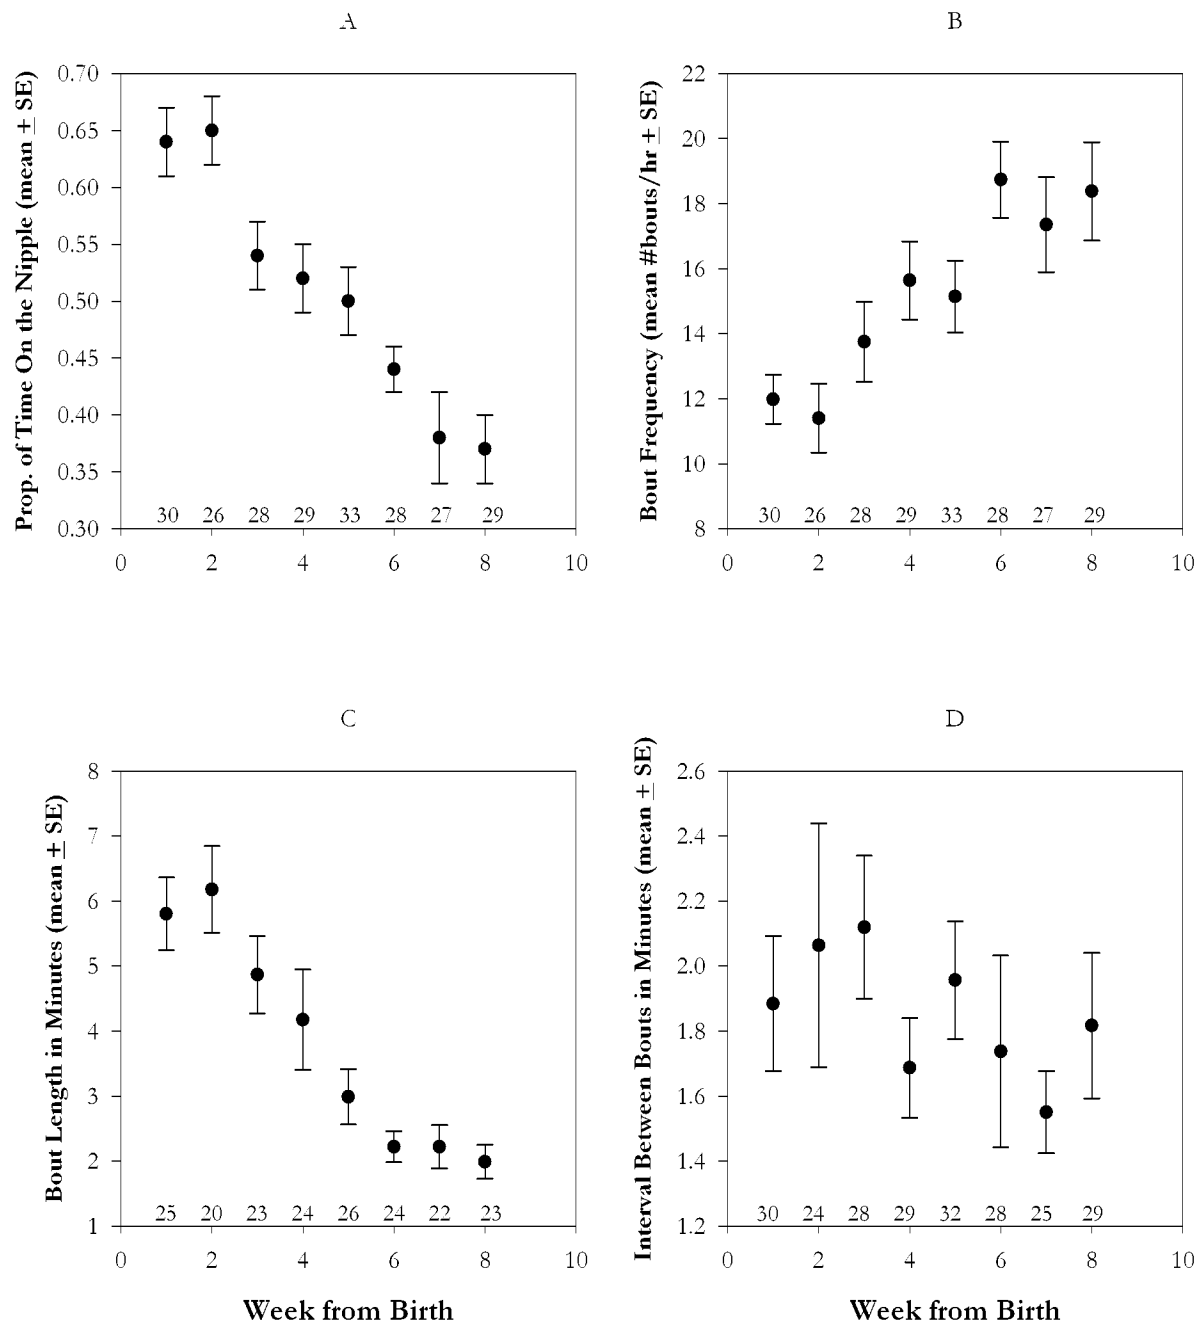 A
Prop. of Time On the Nipple (mean ± SE)
0.70
0.65
0.60
0.55
0.50
0.45
0.40
0.35
0.30
30 26 28 29 33 28 27 29
0 2 4 6 8 10
B
Bout Frequency (mean #bouts/hr ± SE)
22
20
18
16
14
12
10
8
30 26 28 29 33 28 27 29
0 2 4 6 8 10
C
Bout Length in Minutes (mean ± SE)
8
7
6
5
4
3
2
1
25 20 23 24 26 24 22 23
0 2 4 6 8 10
Week from Birth
D
Interval Between Bouts in Minutes (mean ± SE)
2.6
2.4
2.2
2.0
1.8
1.6
1.4
1.2
30 24 28 29 32 28 25 29
0 2 4 6 8 10
Week from Birth